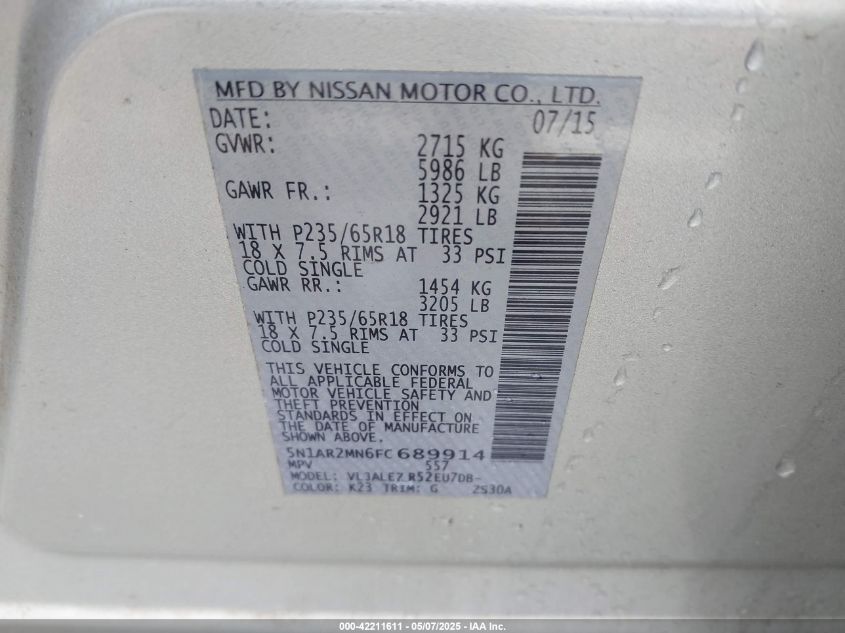 MFD BY NISSAN MOTOR CO., LTD.
DATE: 07/15
GVWR: 2715 KG
5986 LB
GAWR FR.: 1325 KG
2921 LB
WITH P235/65R18 TIRES
18 X 7.5 RIMS AT 33 PSI
COLD SINGLE
GAWR RR.: 1454 KG
3205 LB
WITH P235/65R18 TIRES
18 X 7.5 RIMS AT 33 PSI
COLD SINGLE
THIS VEHICLE CONFORMS TO
ALL APPLICABLE FEDERAL
MOTOR VEHICLE SAFETY AND
THEFT PREVENTION
STANDARDS IN EFFECT ON
THE DATE OF MANUFACTURE
SHOWN ABOVE.
5N1AR2MN6FC689914
MPV 557
MODEL: VL3ALEZ R52EU7DB-
COLOR: K23 TRIM: G 2S30A
000-42211611 — 05/07/2025 — IAA Inc.